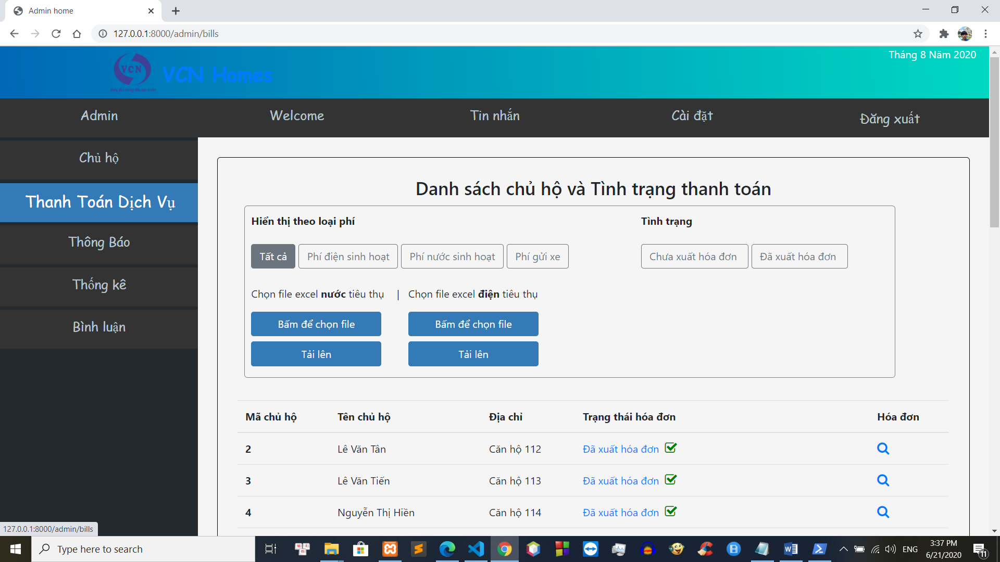 Admin home
127.0.0.1:8000/admin/bills
Tháng 8 Năm 2020
VCN
VCN Homes
Admin
Welcome
Tin nhắn
Cài đặt
Đăng xuất
Chủ hộ
Thanh Toán Dịch Vụ
Thông Báo
Thống kê
Bình luận
Danh sách chủ hộ và Tình trạng thanh toán
Hiển thị theo loại phí
Tình trạng
Tất cả
Phí điện sinh hoạt
Phí nước sinh hoạt
Phí gửi xe
Chưa xuất hóa đơn
Đã xuất hóa đơn
Chọn file excel nước tiêu thụ | Chọn file excel điện tiêu thụ
Bấm để chọn file
Bấm để chọn file
Tải lên
Tải lên
Mã chủ hộ Tên chủ hộ Địa chỉ Trạng thái hóa đơn Hóa đơn
2 Lê Văn Tân Căn hộ 112 Đã xuất hóa đơn
3 Lê Văn Tiến Căn hộ 113 Đã xuất hóa đơn
4 Nguyễn Thị Hiền Căn hộ 114 Đã xuất hóa đơn
127.0.0.1:8000/admin/bills
Type here to search
ENG
3:37 PM
6/21/2020
11